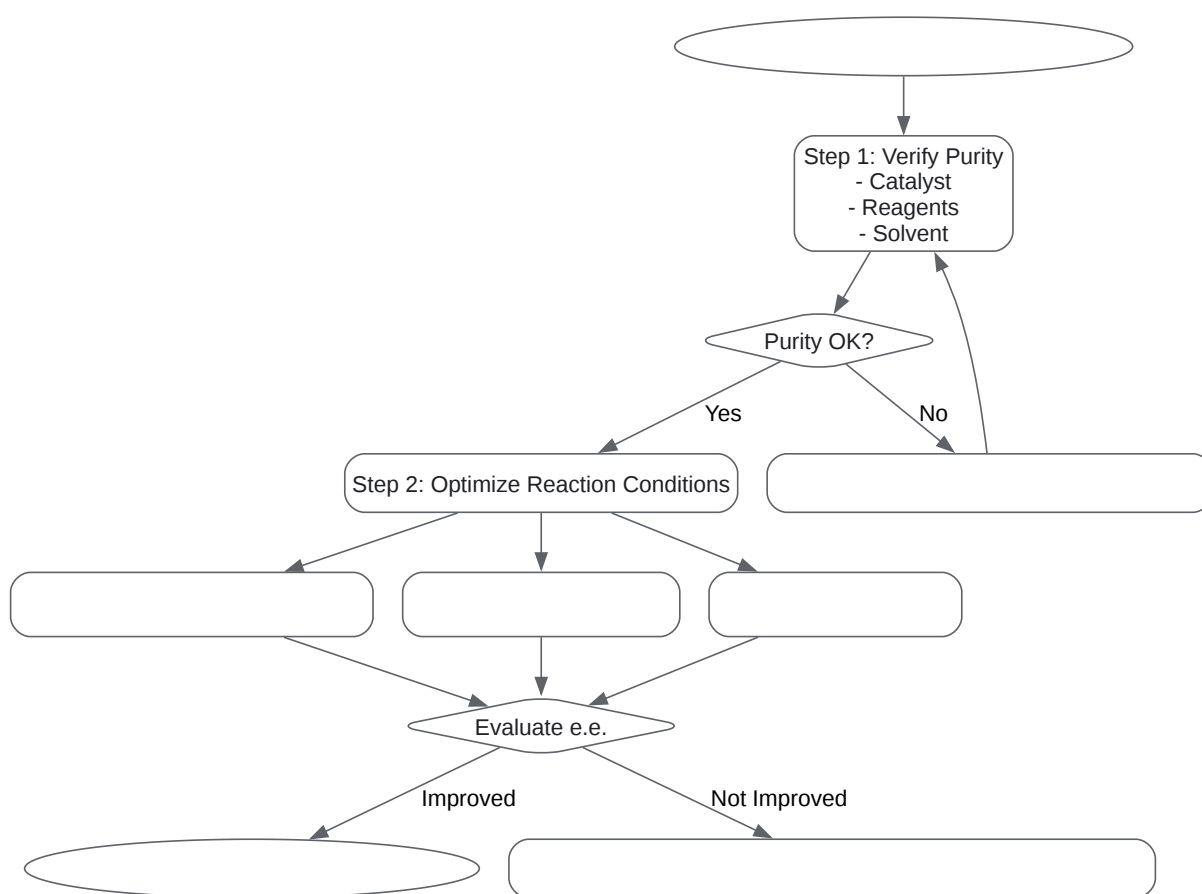 Step 1: Verify Purity
- Catalyst
- Reagents
- Solvent
Purity OK?
Yes
No
Step 2: Optimize Reaction Conditions
Evaluate e.e.
Improved
Not Improved